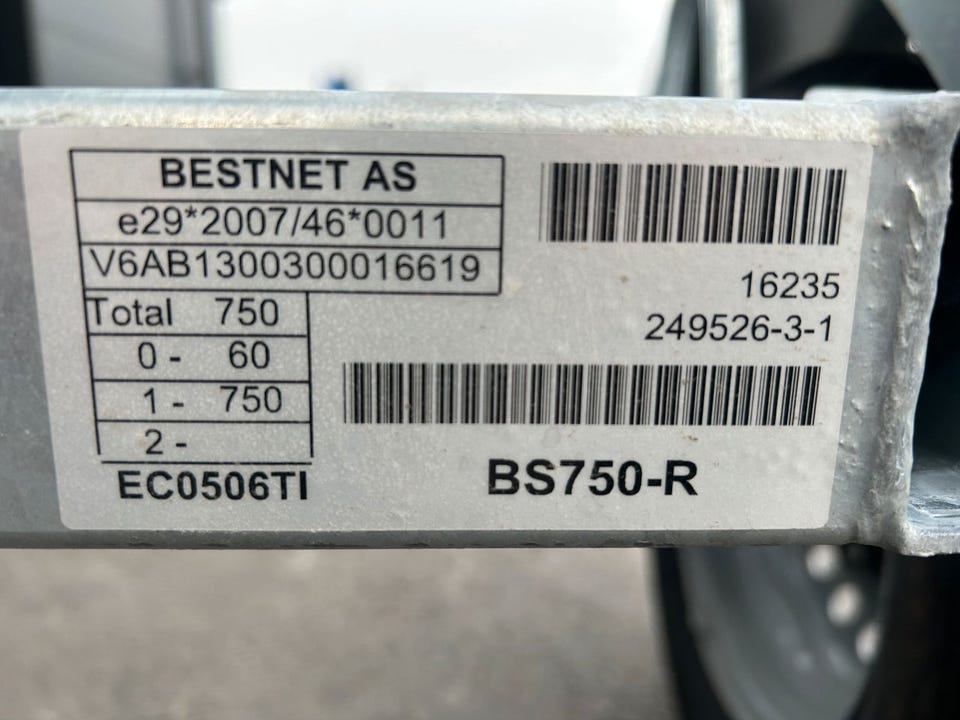 BESTNET AS
e29*2007/46*0011
V6AB1300300016619
Total 750
0 - 60
1 - 750
2 -
EC0506TI
16235
249526-3-1
BS750-R